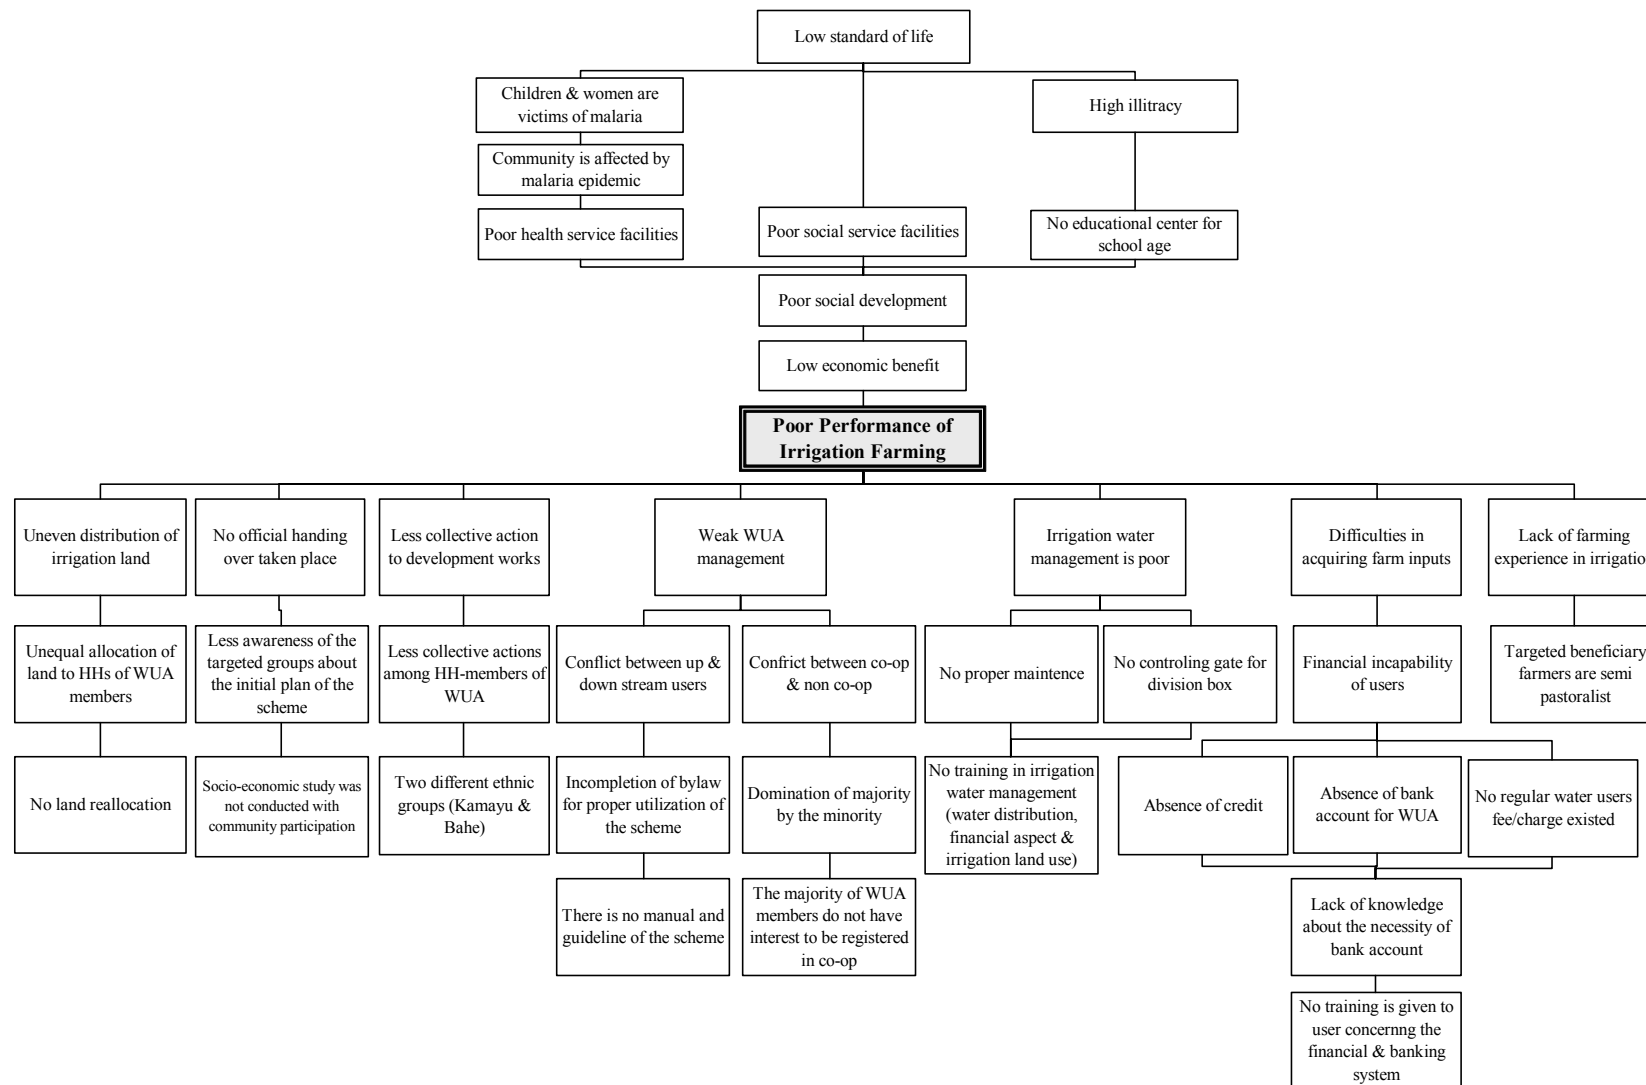 Low standard of life
Children & women are
victims of malaria
High illitracy
Community is affected by
malaria epidemic
Poor health service facilities
Poor social service facilities
No educational center for
school age
Poor social development
Low economic benefit
Poor Performance of
Irrigation Farming
Uneven distribution of
irrigation land
No official handing
over taken place
Less collective action
to development works
Weak WUA
management
Irrigation water
management is poor
Difficulties in
acquiring farm inputs
Lack of farming
experience in irrigatio
Unequal allocation of
land to HHs of WUA
members
Less awareness of the
targeted groups about
the initial plan of the
scheme
Less collective actions
among HH-members of
WUA
Conflict between up &
down stream users
Confrict between co-op
& non co-op
No proper maintence
No controling gate for
division box
Financial incapability
of users
Targeted beneficiary
farmers are semi
pastoralist
No land reallocation
Socio-economic study was
not conducted with
community participation
Two different ethnic
groups (Kamayu &
Bahe)
Incompletion of bylaw
for proper utilization of
the scheme
Domination of majority
by the minority
No training in irrigation
water management
(water distribution,
financial aspect &
irrigation land use)
Absence of credit
Absence of bank
account for WUA
No regular water users
fee/charge existed
There is no manual and
guideline of the scheme
The majority of WUA
members do not have
interest to be registered
in co-op
Lack of knowledge
about the necessity of
bank account
No training is given to
user concernng the
financial & banking
system